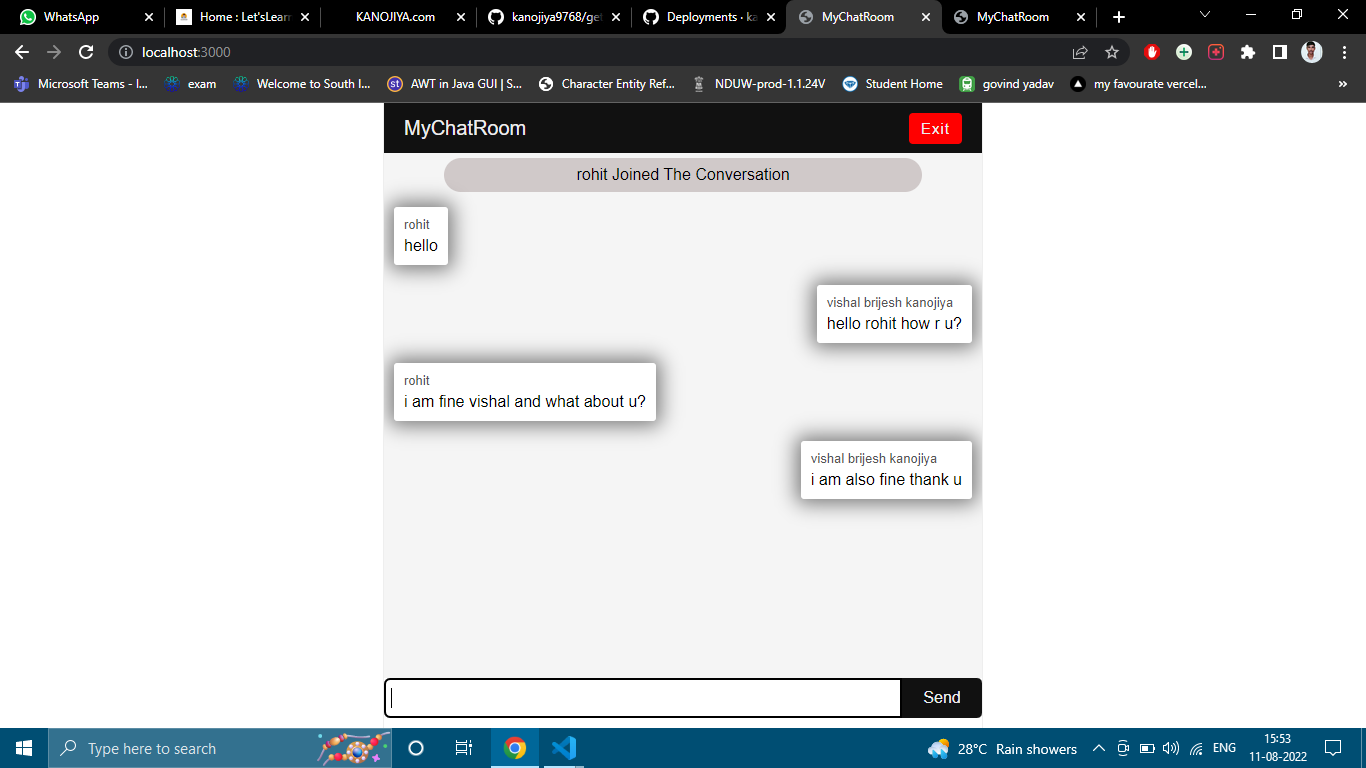 WhatsApp
Home : Let'sLear
KANOJIYA.com
kanojiya9768/ge
Deployments · ka
MyChatRoom
MyChatRoom
localhost:3000
Microsoft Teams - I...
exam
Welcome to South I...
st
AWT in Java GUI | S...
Character Entity Ref...
NDUW-prod-1.1.24V
Student Home
govind yadav
my favourate vercel...
»
MyChatRoom
Exit
rohit Joined The Conversation
rohit
hello
vishal brijesh kanojiya
hello rohit how r u?
rohit
i am fine vishal and what about u?
vishal brijesh kanojiya
i am also fine thank u
Send
Type here to search
28°C Rain showers
ENG
15:53
11-08-2022